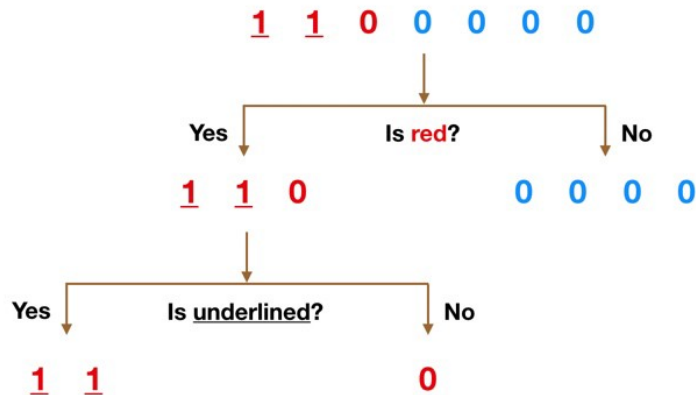 1 1 0 0 0 0 0
Yes Is red? No
1 1 0 0 0 0 0
Yes Is underlined? No
1 1 0